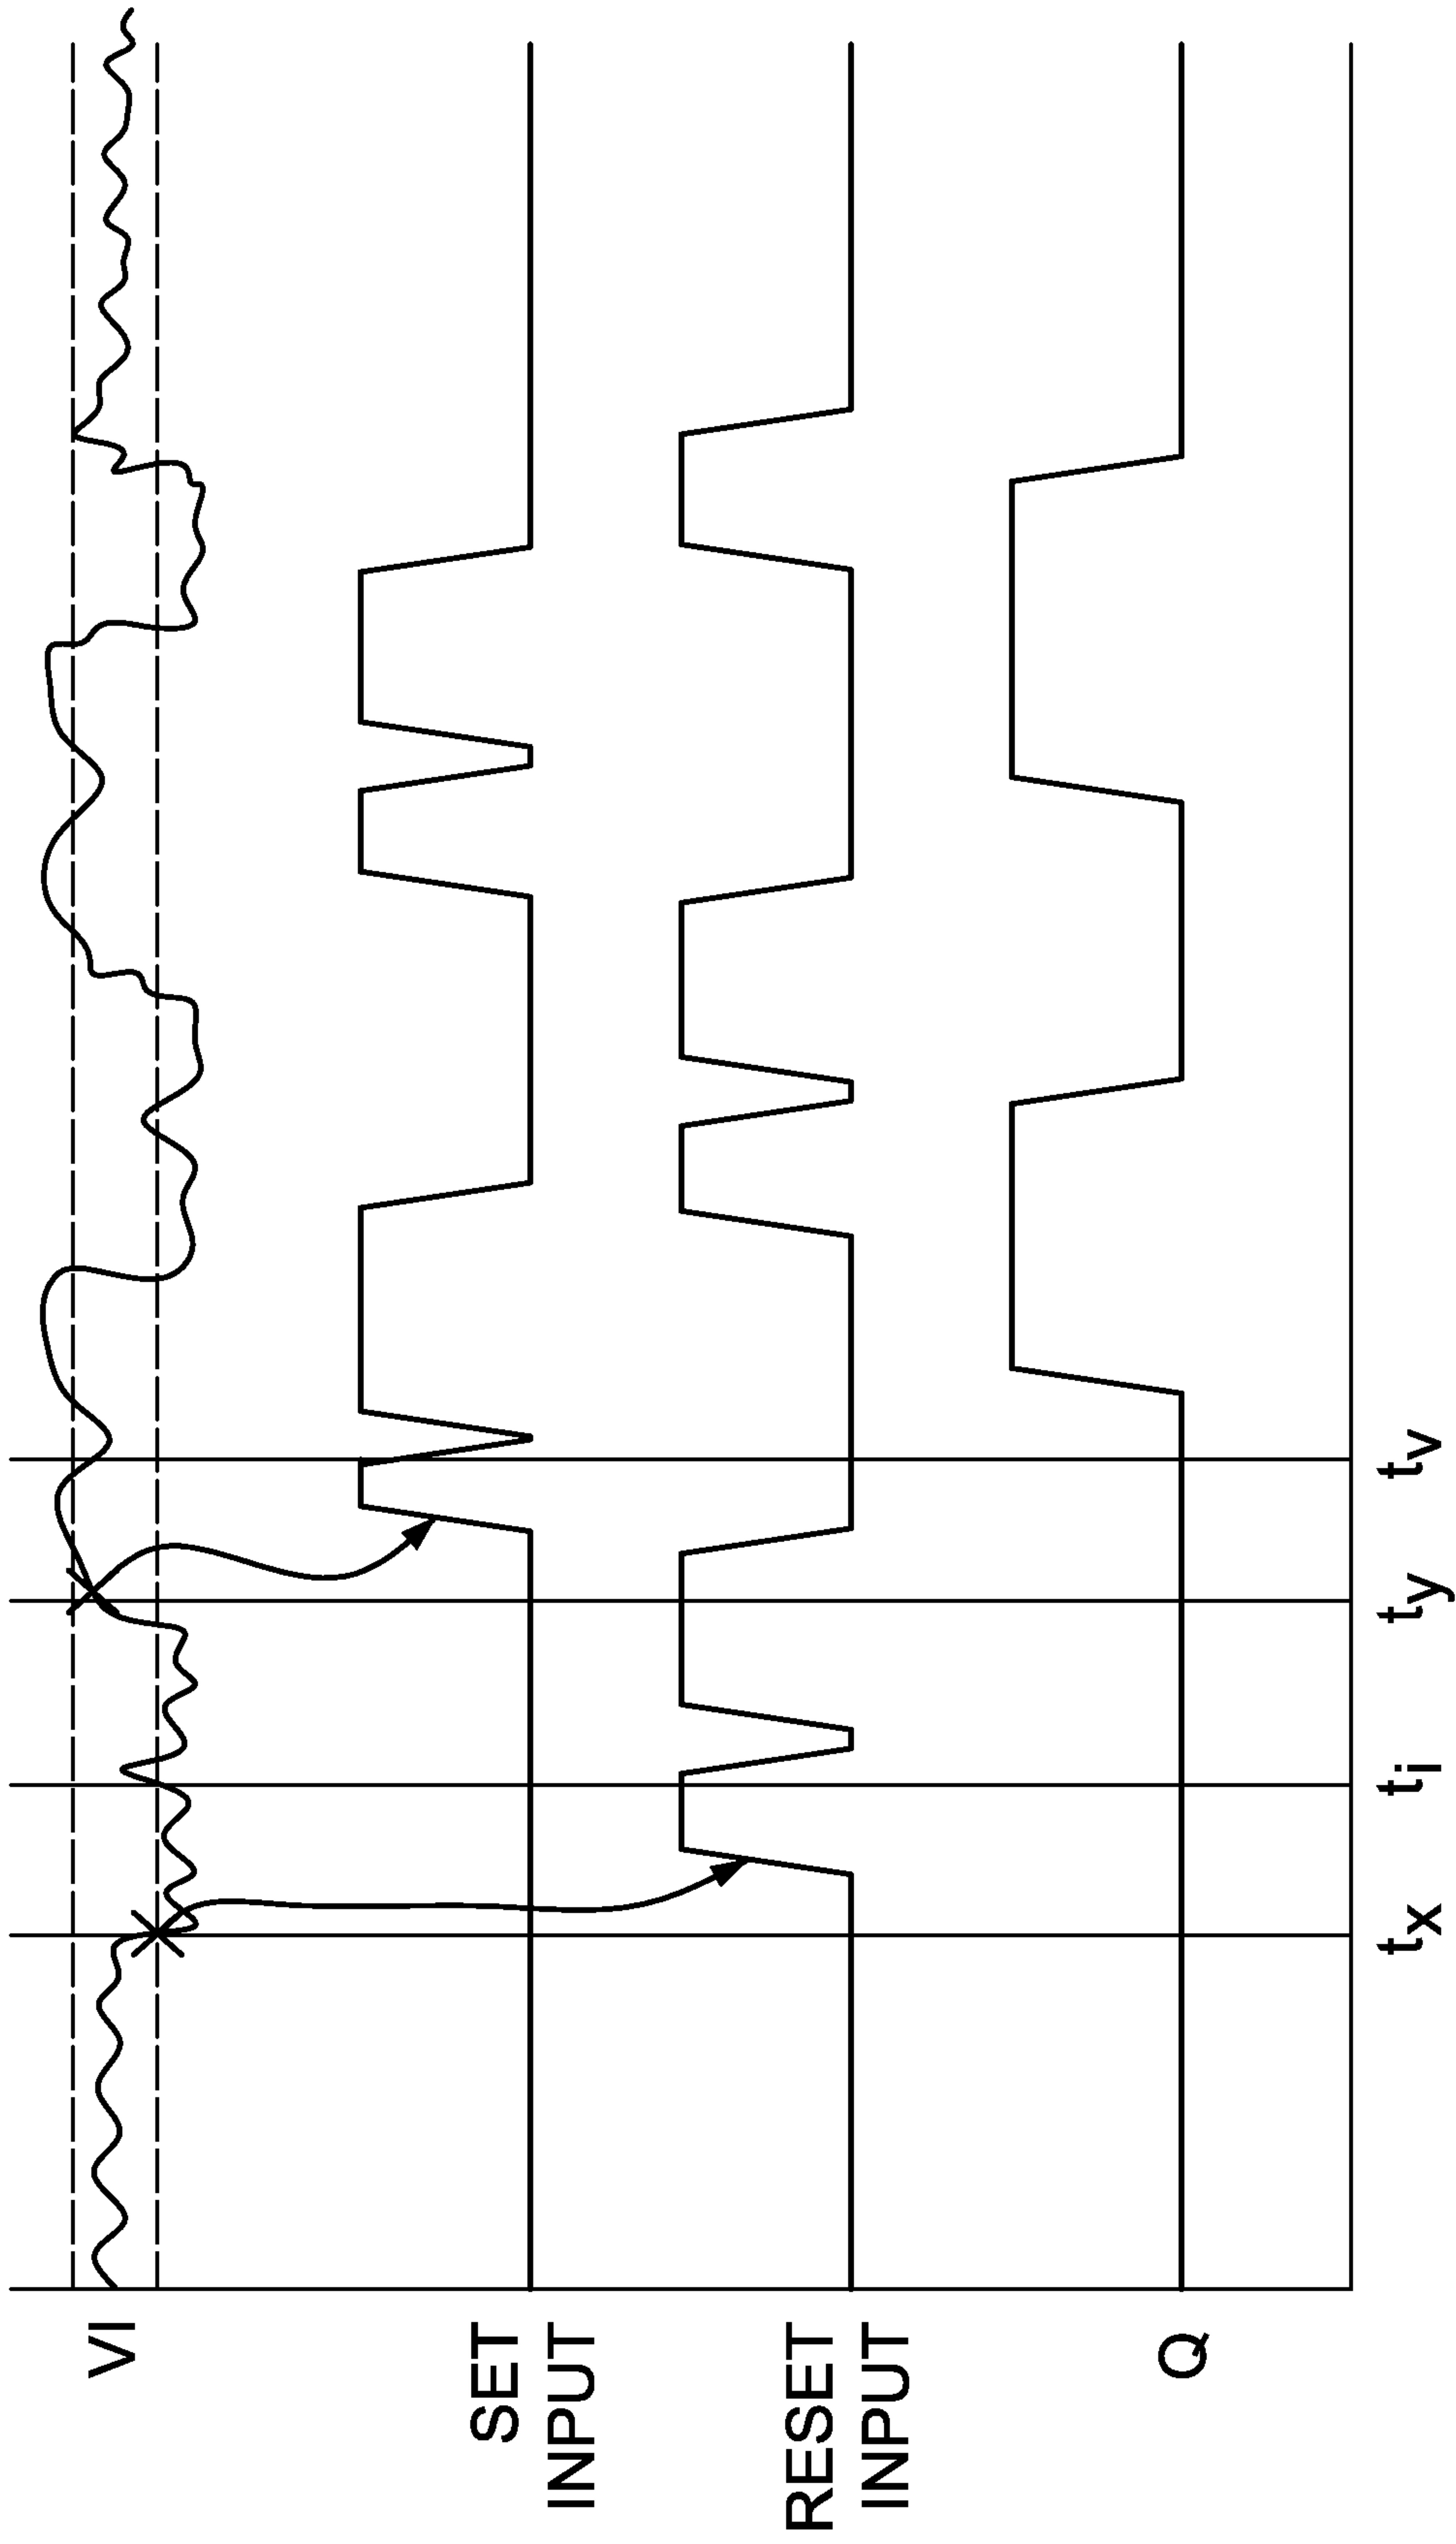 VI
SET
INPUT
RESET
INPUT
Q
tx
ti
ty
tv